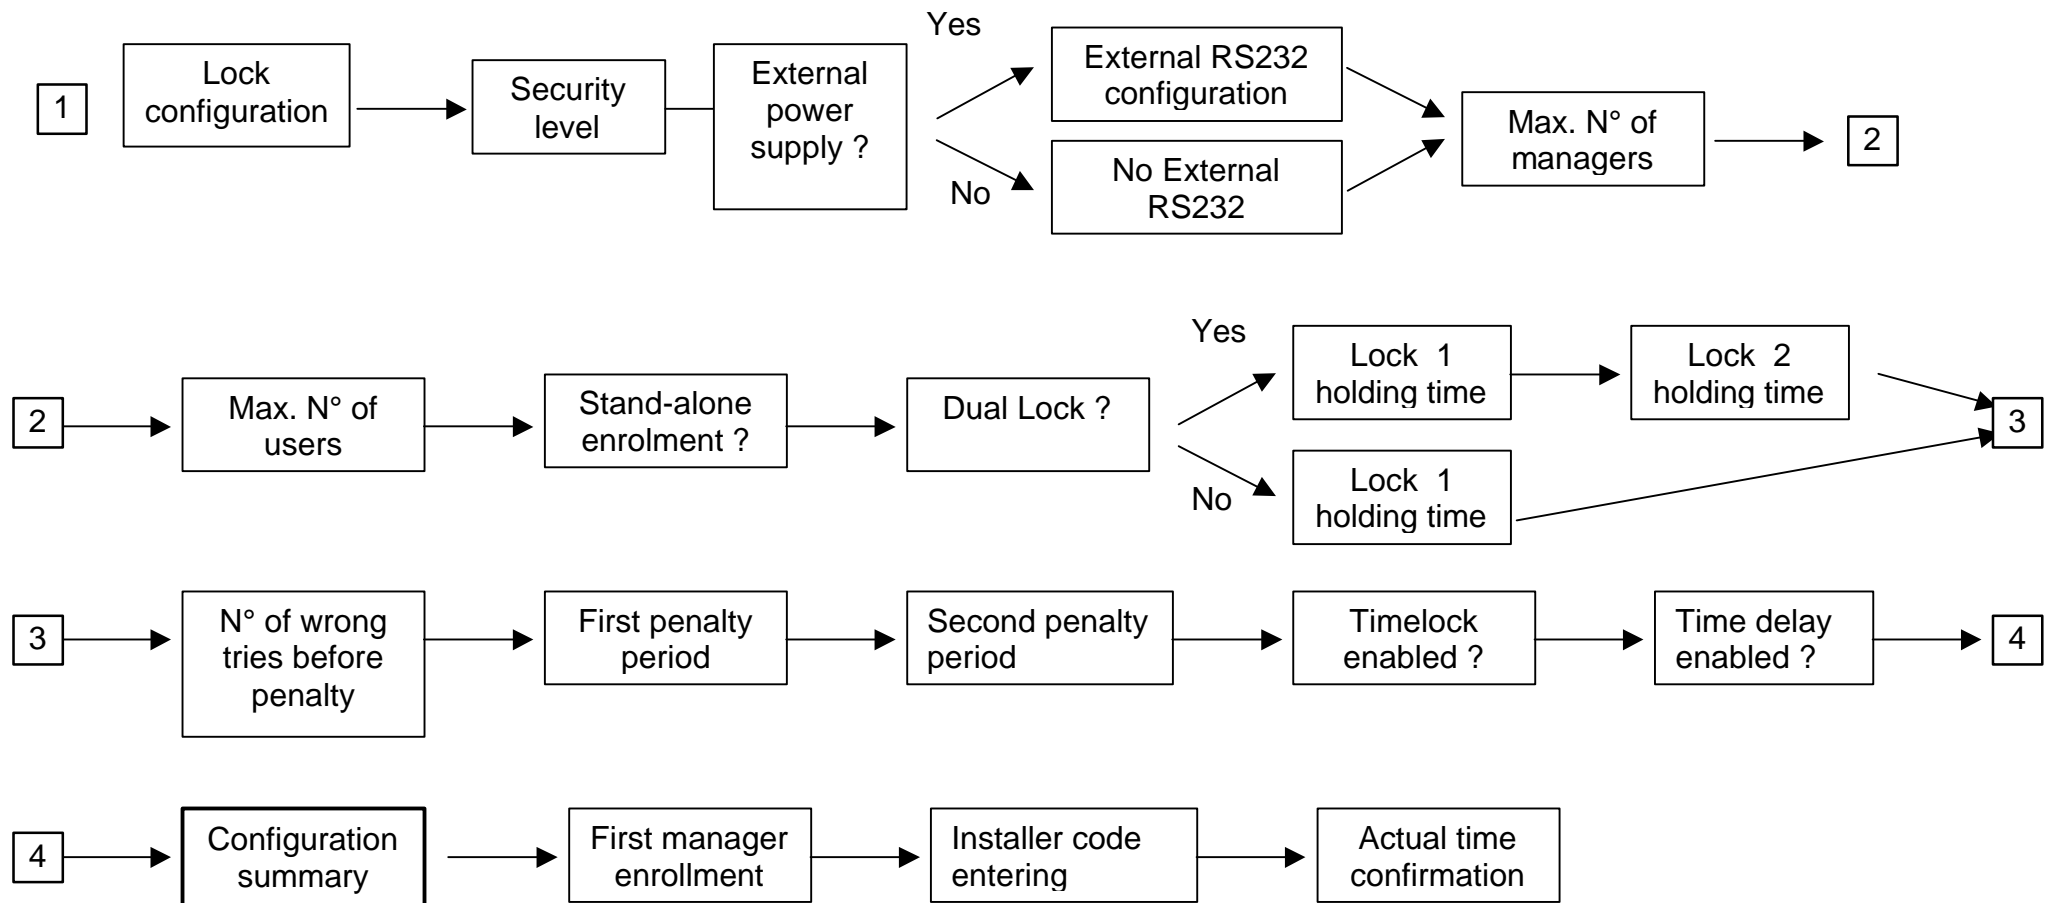 1
Lock
configuration
Security
level
External
power
supply ?
Yes
No
External RS232
configuration
No External
RS232
Max. N° of
managers
2
2
Max. N° of
users
Stand-alone
enrolment ?
Dual Lock ?
Yes
No
Lock 1
holding time
Lock 2
holding time
Lock 1
holding time
3
3
N° of wrong
tries before
penalty
First penalty
period
Second penalty
period
Timelock
enabled ?
Time delay
enabled ?
4
4
Configuration
summary
First manager
enrollment
Installer code
entering
Actual time
confirmation